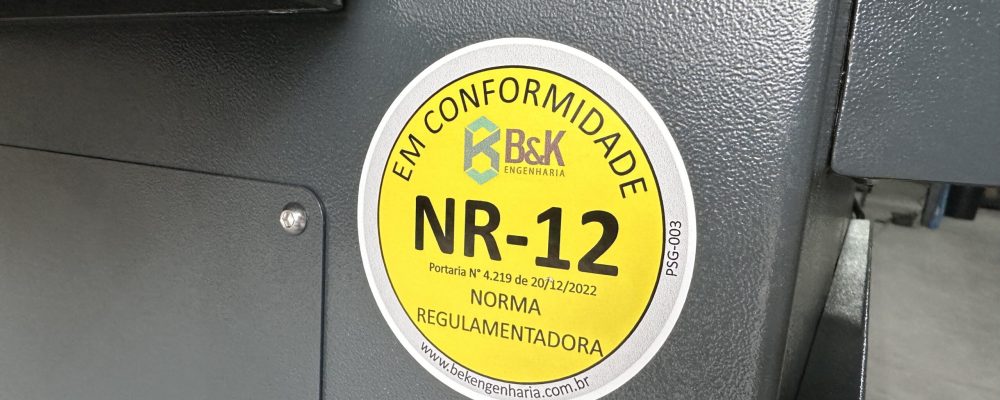 EM CONFORMIDADE
B&K
ENGENHARIA
NR-12
Portaria N° 4.219 de 20/12/2022
NORMA
REGULAMENTADORA
PSG-003
www.bekengenharia.com.br